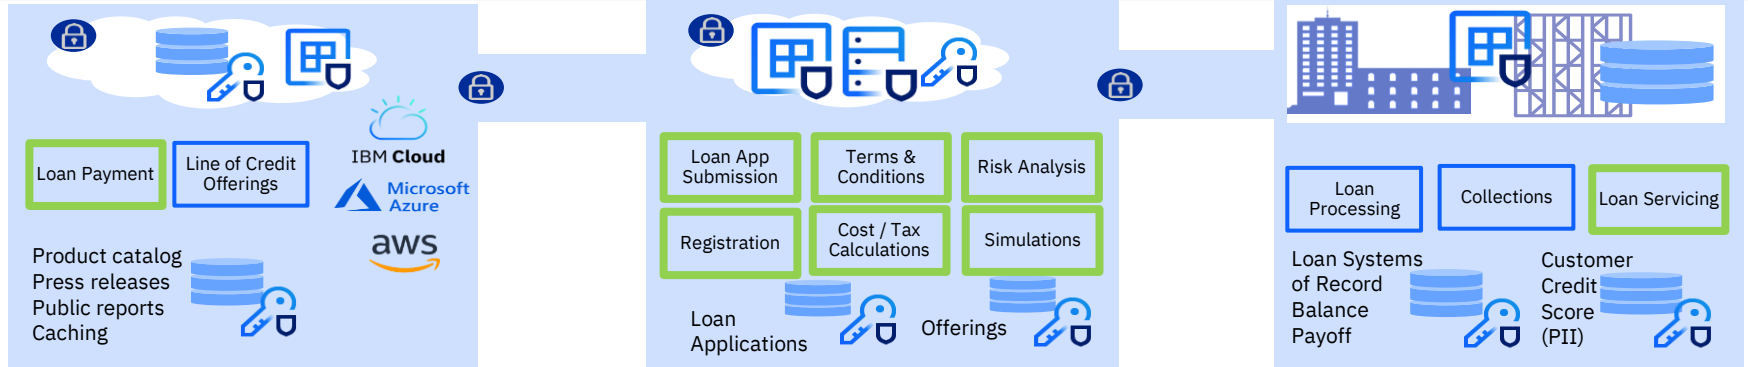 Loan Payment
Line of Credit
Offerings
IBM Cloud
Microsoft
Azure
aws
Product catalog
Press releases
Public reports
Caching
Loan App
Submission
Terms &
Conditions
Risk Analysis
Registration
Cost / Tax
Calculations
Simulations
Loan
Applications
Offerings
Loan
Processing
Collections
Loan Servicing
Loan Systems
of Record
Balance
Payoff
Customer
Credit
Score
(PII)